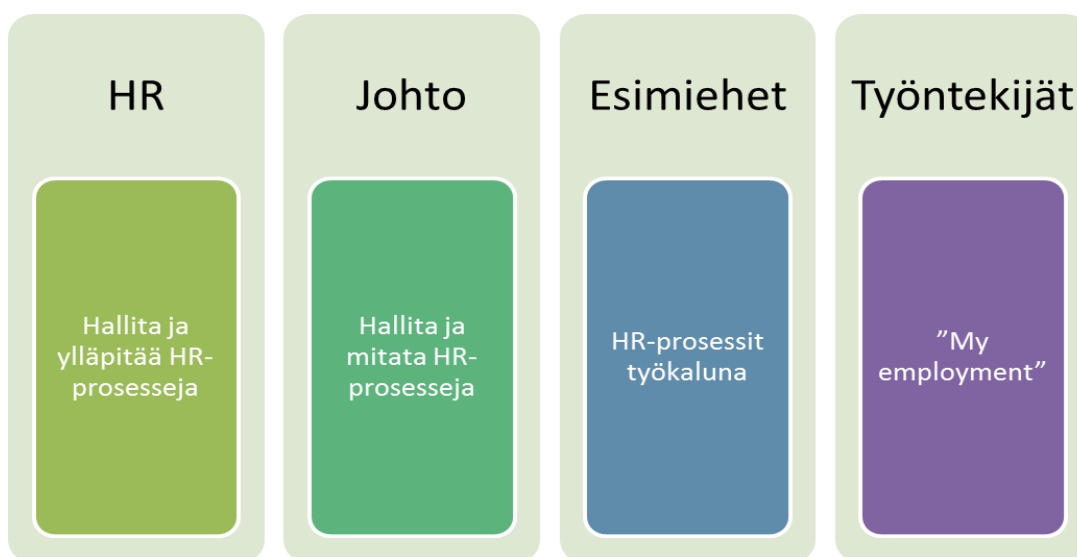 HR
Hallita ja
ylläpitää HR-
prosesseja
Johto
Hallita ja
mitata HR-
prosesseja
Esimiehet
HR-prosessit
työkaluna
Työntekijät
”My
employment”